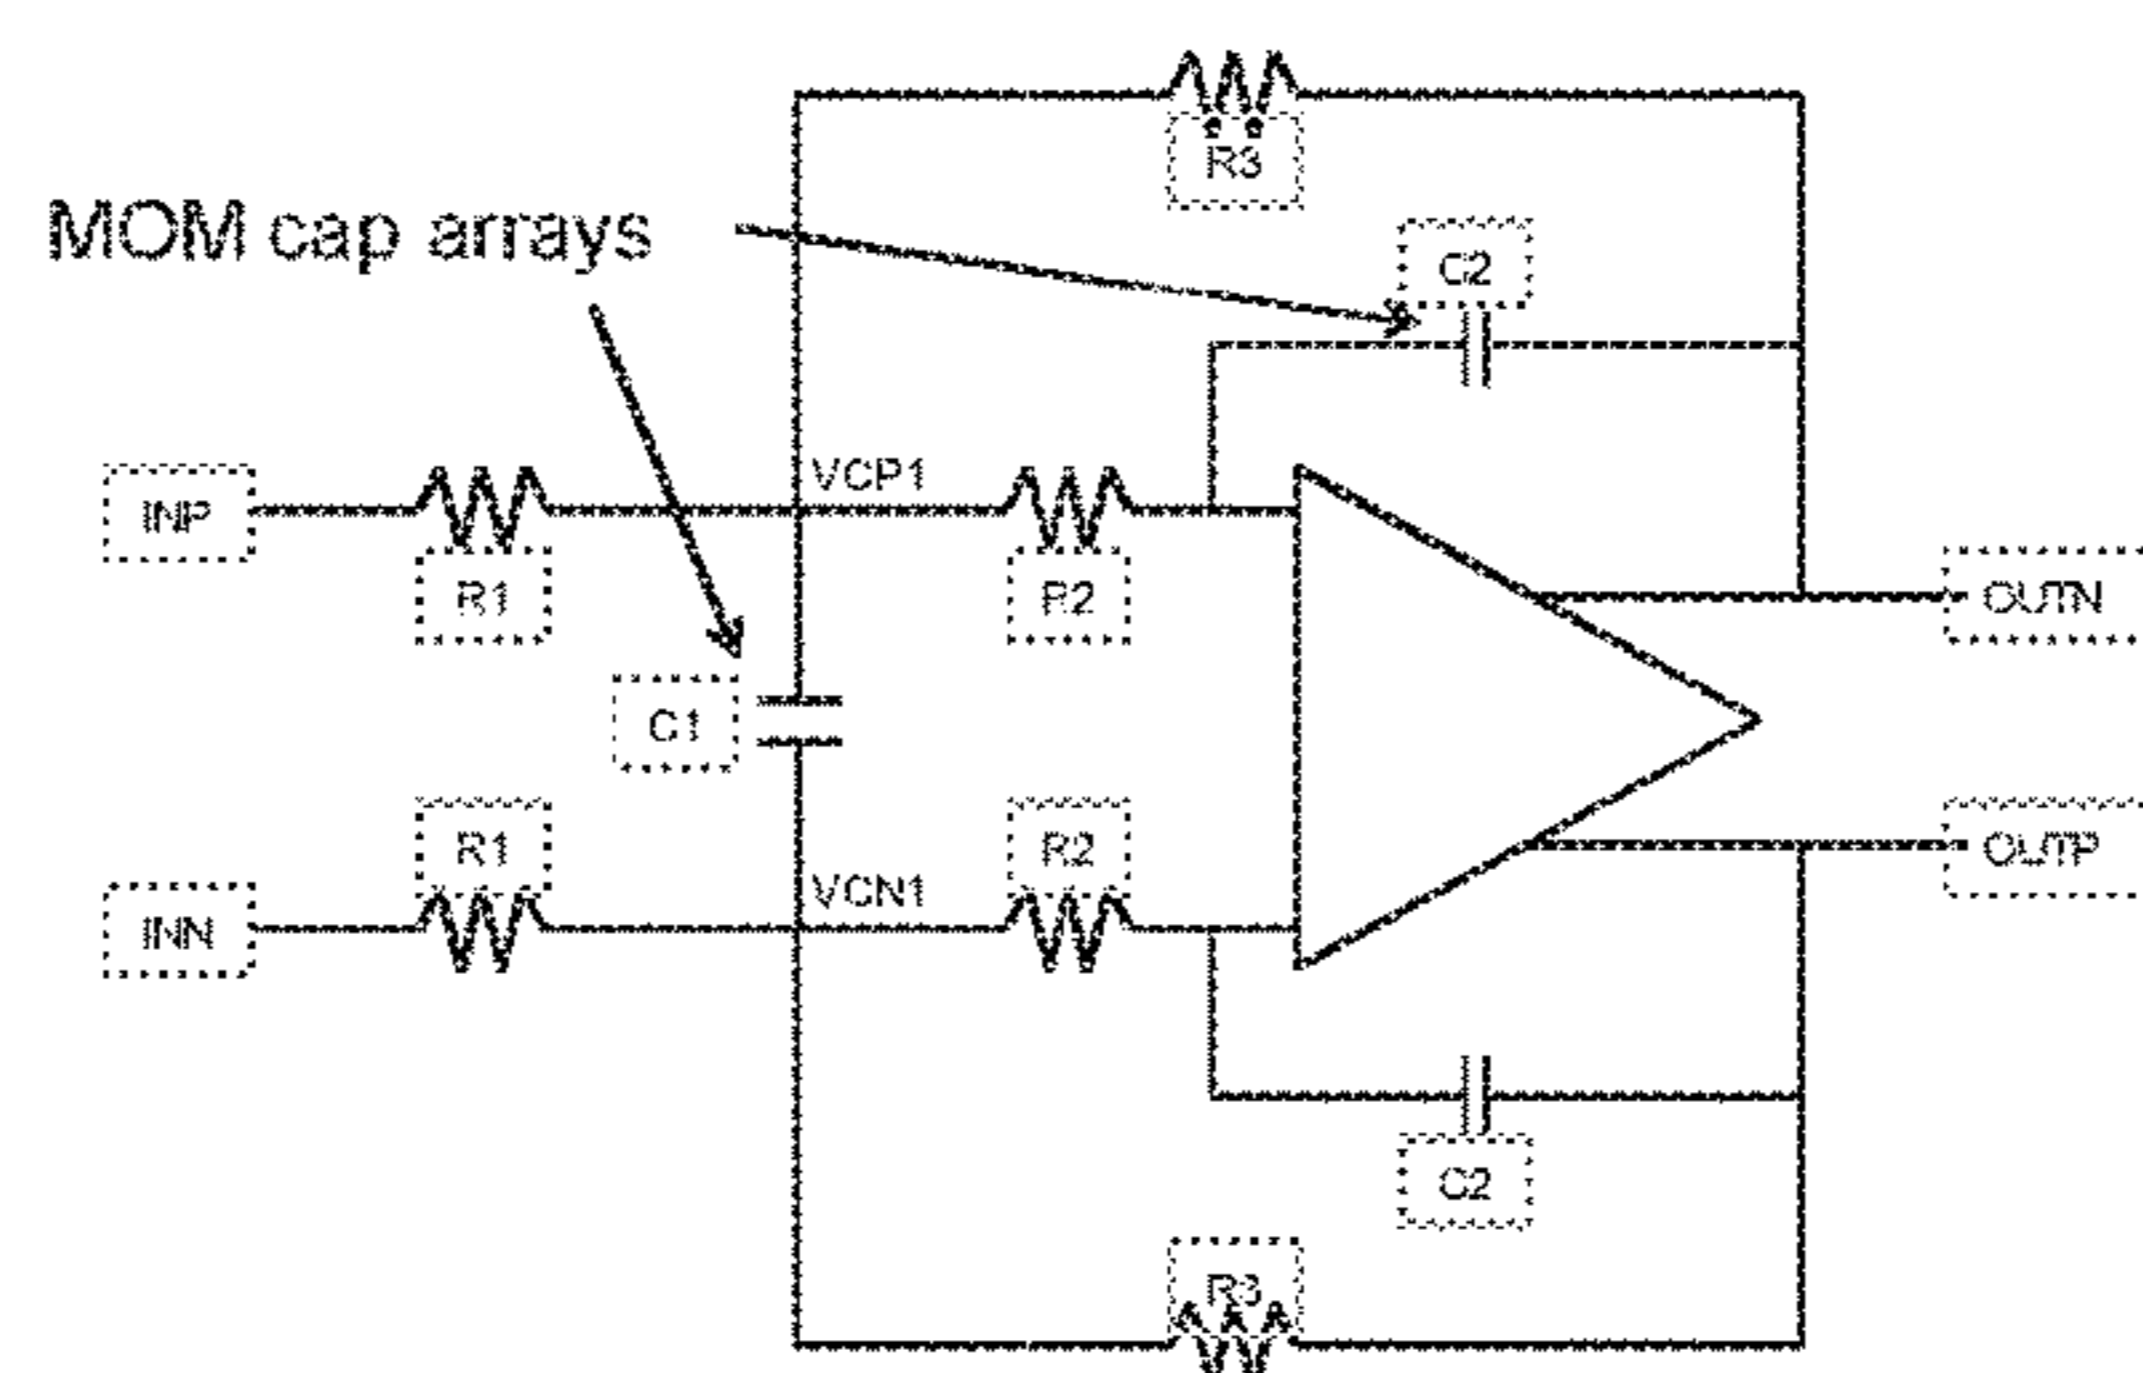 R3
MOM cap arrays
C2
VCP1
INP
R1
R2
OUTN
C1
R1
R2
OUTP
VCN1
INN
C2
R3